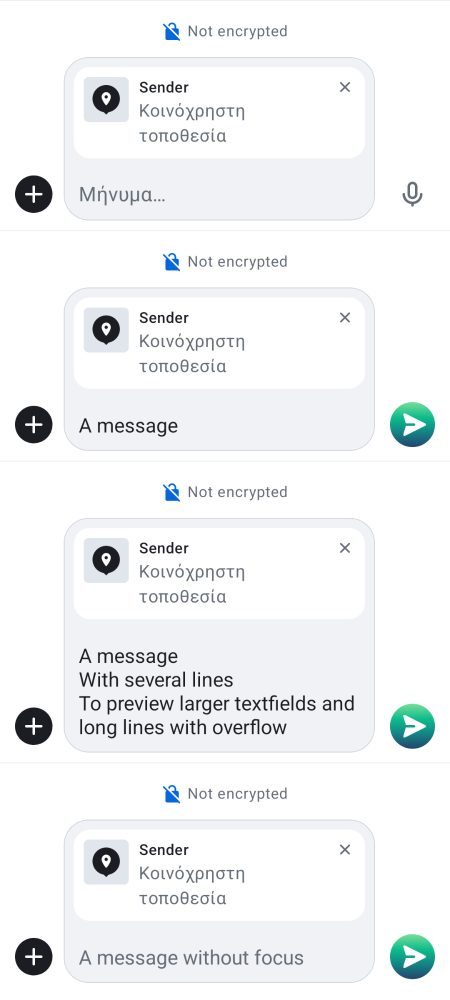 Not encrypted
Sender
Κοινόχρηστη
τοποθεσία
Μήνυμα…
Not encrypted
Sender
Κοινόχρηστη
τοποθεσία
A message
Not encrypted
Sender
Κοινόχρηστη
τοποθεσία
A message
With several lines
To preview larger textfields and
long lines with overflow
Not encrypted
Sender
Κοινόχρηστη
τοποθεσία
A message without focus